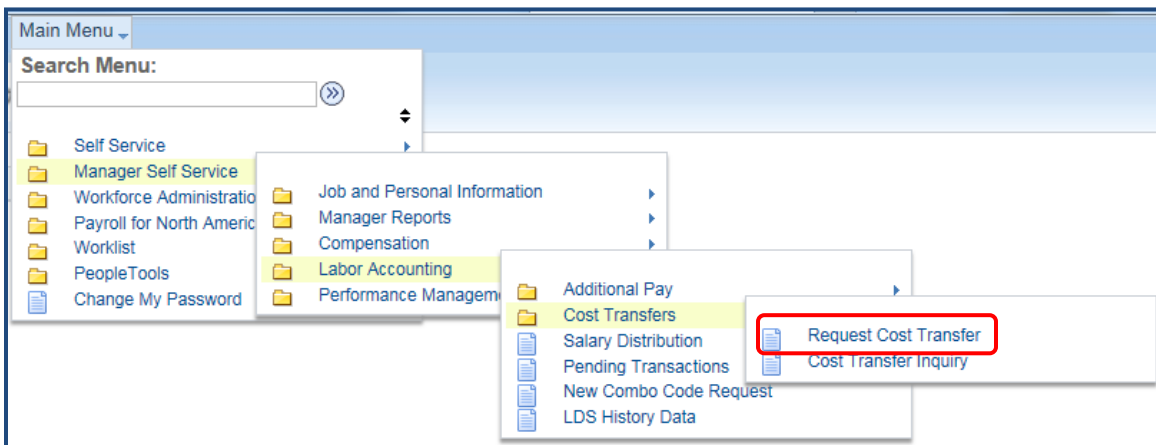 Main Menu
Search Menu:
Self Service
Manager Self Service
Workforce Administratio
Payroll for North Americ
Worklist
PeopleTools
Change My Password
Job and Personal Information
Manager Reports
Compensation
Labor Accounting
Performance Manageme
Additional Pay
Cost Transfers
Salary Distribution
Pending Transactions
New Combo Code Request
LDS History Data
Request Cost Transfer
Cost Transfer Inquiry